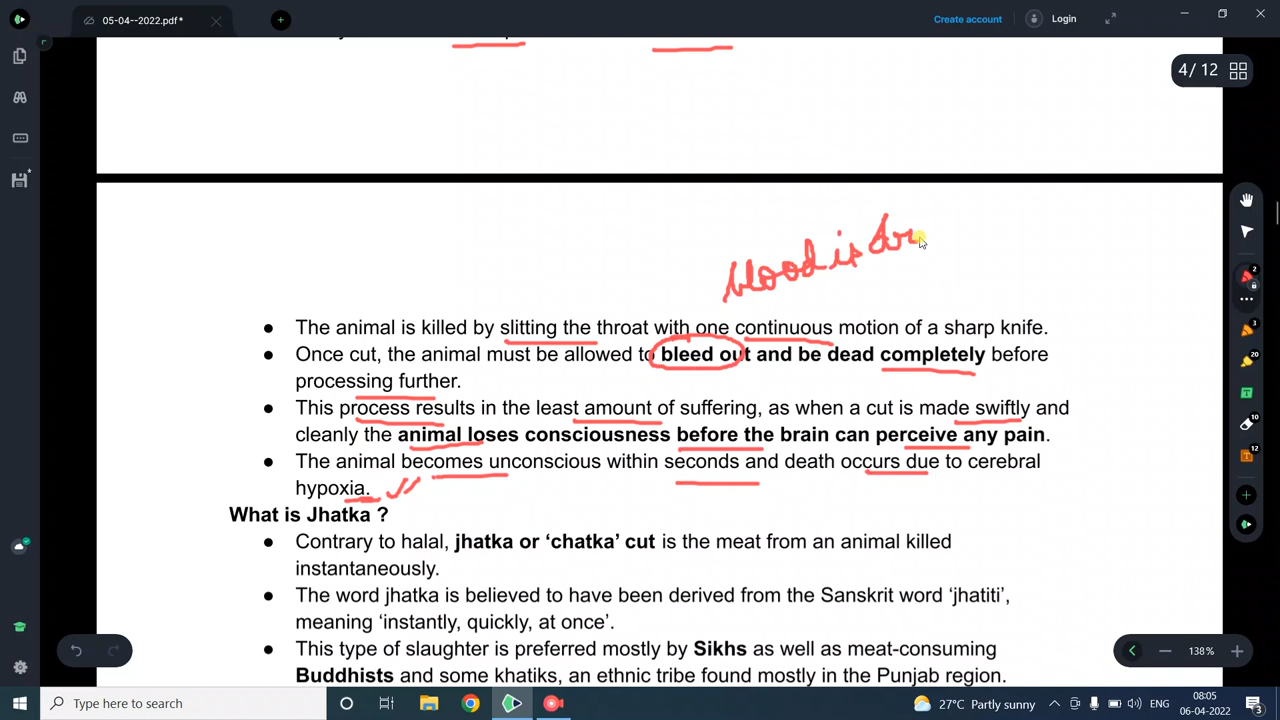 05-04--2022.pdf*
Create account
Login
4 / 12
blood is dr
The animal is killed by slitting the throat with one continuous motion of a sharp knife.
Once cut, the animal must be allowed to bleed out and be dead completely before
processing further.
This process results in the least amount of suffering, as when a cut is made swiftly and
cleanly the animal loses consciousness before the brain can perceive any pain.
The animal becomes unconscious within seconds and death occurs due to cerebral
hypoxia.
What is Jhatka ?
Contrary to halal, jhatka or ‘chatka’ cut is the meat from an animal killed
instantaneously.
The word jhatka is believed to have been derived from the Sanskrit word ‘jhatiti’,
meaning ‘instantly, quickly, at once’.
This type of slaughter is preferred mostly by Sikhs as well as meat-consuming
Buddhists and some khatiks, an ethnic tribe found mostly in the Punjab region.
138%
2
3
20
10
12
Type here to search
27°C Partly sunny
ENG
08:05
06-04-2022
3